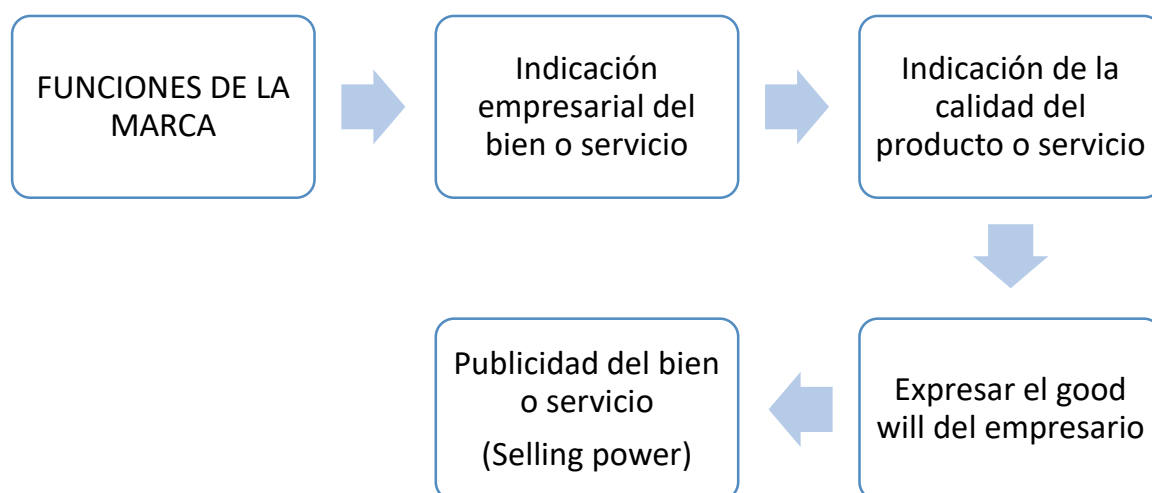 FUNCIONES DE LA
MARCA
Indicación
empresarial del
bien o servicio
Indicación de la
calidad del
producto o servicio
Expresar el good
will del empresario
Publicidad del bien
o servicio
(Selling power)